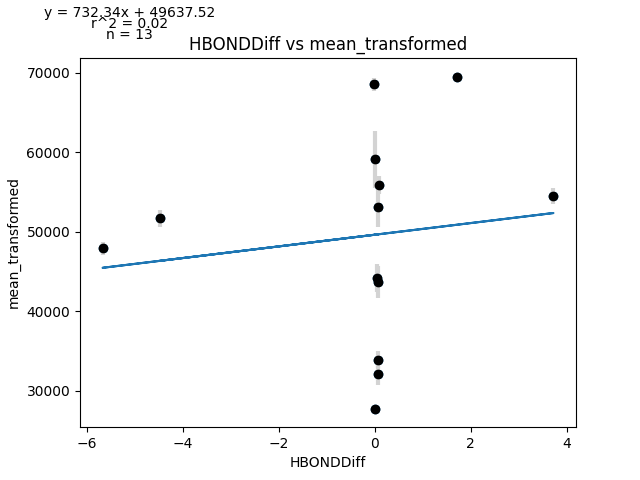 y = 732.34x + 49637.52
r^2 = 0.02
n = 13
HBONDDiff vs mean_transformed
70000
60000
50000
40000
30000
mean_transformed
−6
−4
−2
0
2
4
HBONDDiff